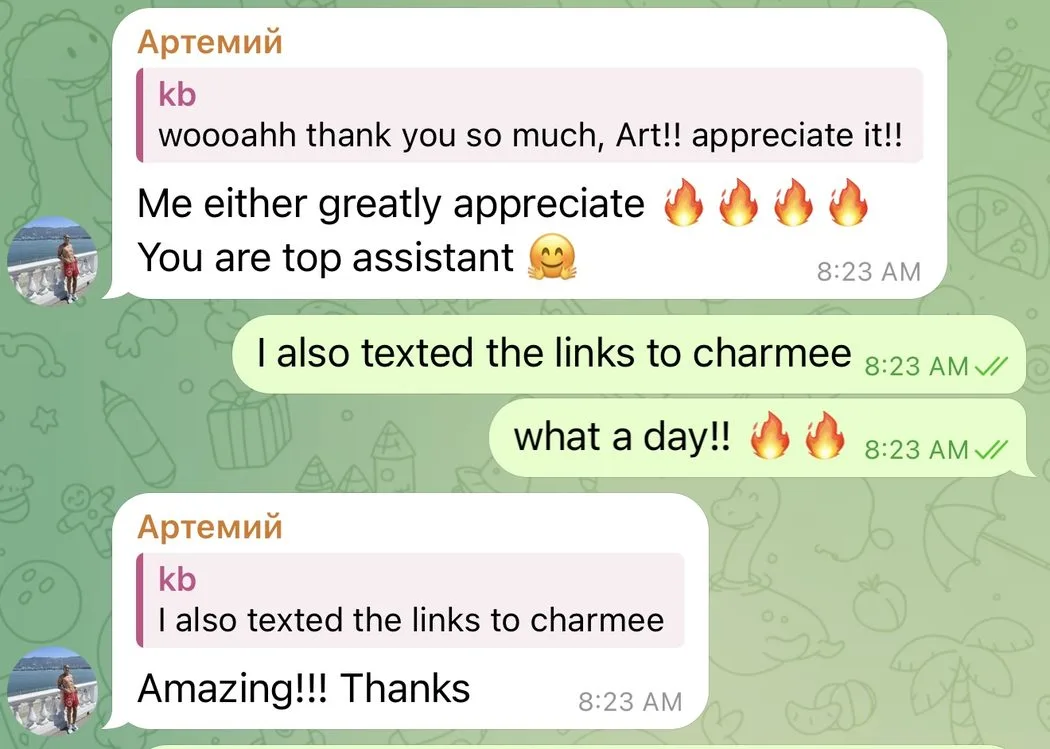 Артемий
kb
woooahh thank you so much, Art!! appreciate it!!
Me either greatly appreciate 🔥🔥🔥🔥
You are top assistant 🤗
8:23 AM
I also texted the links to charmee 8:23 AM
what a day!! 🔥🔥 8:23 AM
Артемий
kb
I also texted the links to charmee
Amazing!!! Thanks 8:23 AM